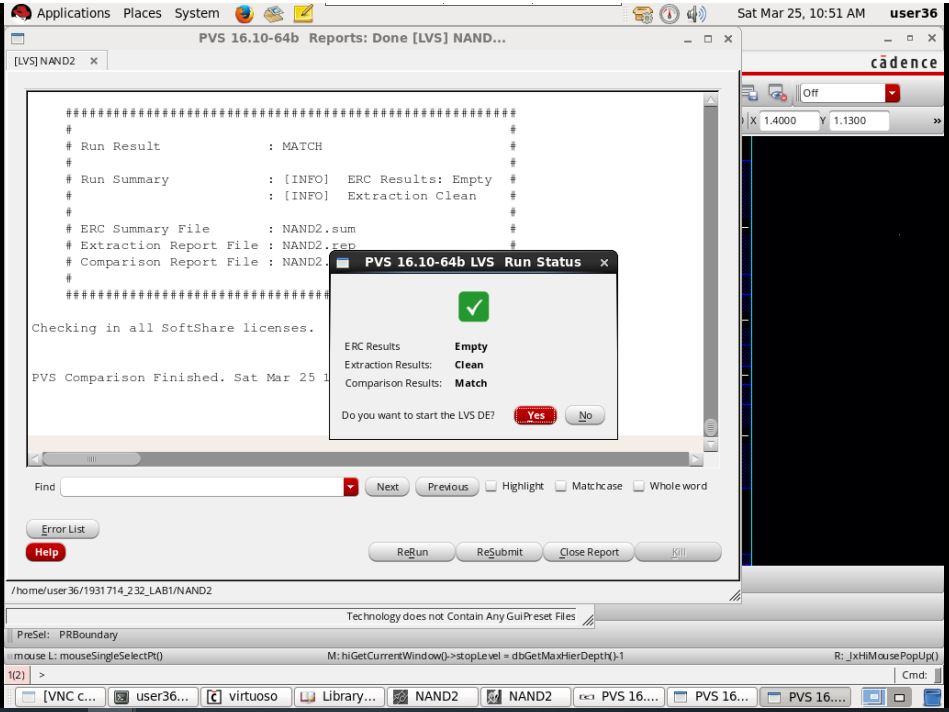 Applications Places System Sat Mar 25, 10:51 AM user36
PVS 16.10-64b Reports: Done [LVS] NAND...
[LVS] NAND2
cādence
Off
X 1.4000 Y 1.1300 »
################################################################
# #
# Run Result : MATCH #
# #
# Run Summary : [INFO] ERC Results: Empty #
# : [INFO] Extraction Clean #
# #
# ERC Summary File : NAND2.sum #
# Extraction Report File : NAND2.rep #
# Comparison Report File : NAND2.
#
Checking in all SoftShare licenses.
PVS Comparison Finished. Sat Mar 25 1
PVS 16.10-64b LVS Run Status
ERC Results Empty
Extraction Results: Clean
Comparison Results: Match
Do you want to start the LVS DE? Yes No
Find Next Previous Highlight Matchcase Whole word
Error List
Help ReRun ReSubmit Close Report Kill
/home/user36/1931714_232_LAB1/NAND2
Technology does not Contain Any GuiPreset Files
PreSel: PRBoundary
mouse L: mouseSingleSelectPt() M: hiGetCurrentWindow()->stopLevel = dbGetMaxHierDepth()-1 R: _lxHiMousePopUp()
1(2) > Cmd:
[VNC c... user36... virtuoso Library... NAND2 NAND2 PVS 16.... PVS 16... PVS 16....